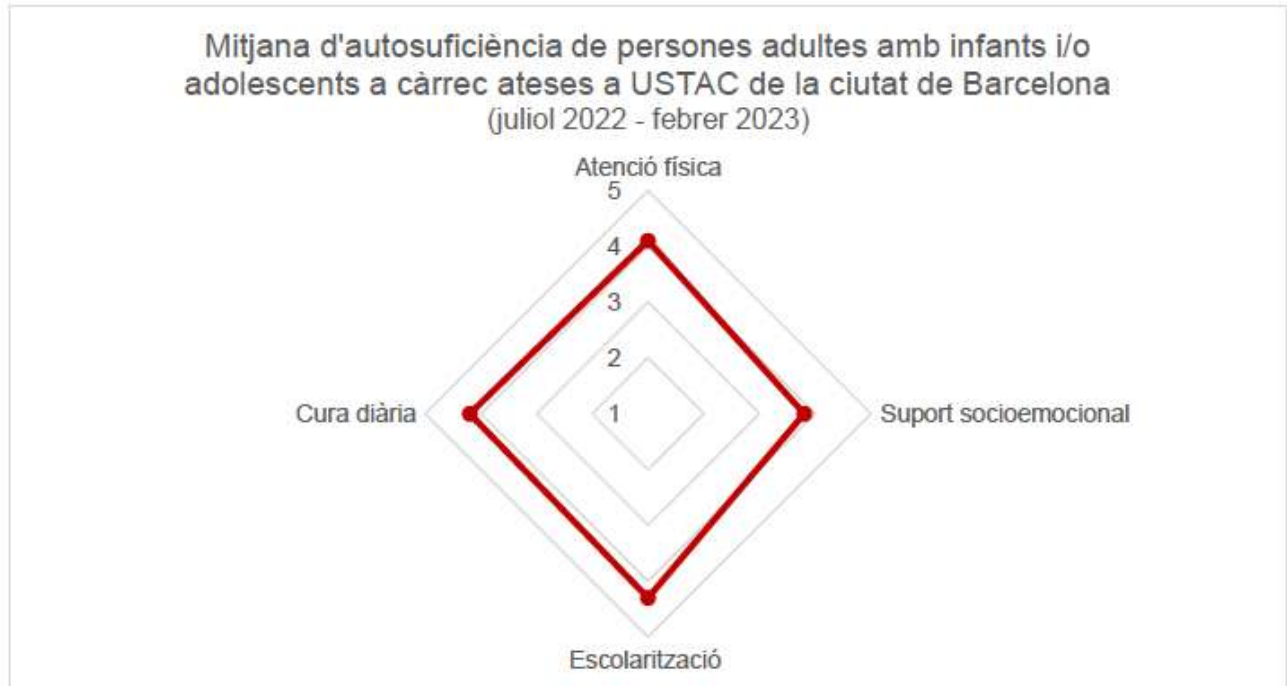 Mitjana d'autosuficiència de persones adultes amb infants i/o
adolescents a càrrec ateses a USTAC de la ciutat de Barcelona
(juliol 2022 - febrer 2023)
Atenció física
5
4
3
2
Cura diària
1
Suport socioemocional
Escolarització